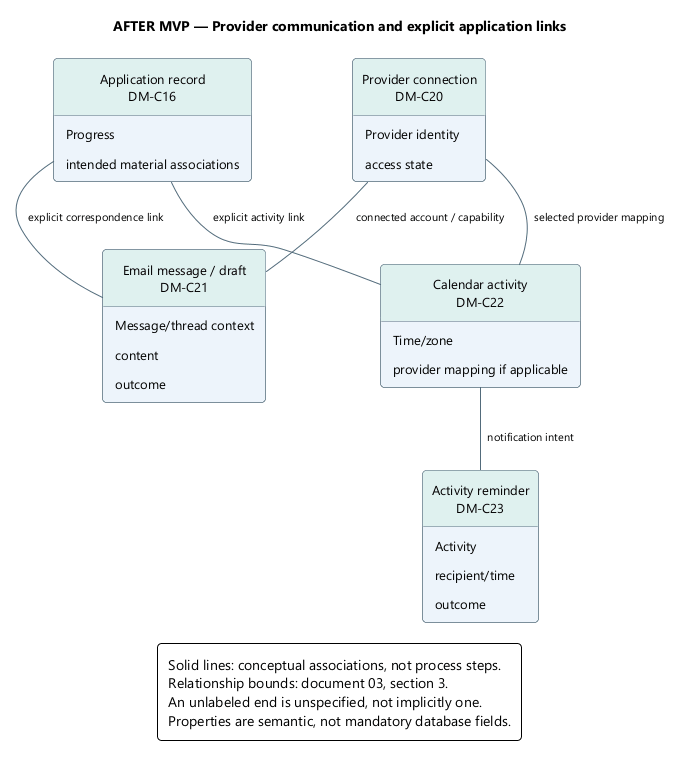 AFTER MVP — Provider communication and explicit application links
Application record
DM-C16
Progress
intended material associations
Provider connection
DM-C20
Provider identity
access state
explicit correspondence link
explicit activity link
connected account / capability
selected provider mapping
Email message / draft
DM-C21
Message/thread context
content
outcome
Calendar activity
DM-C22
Time/zone
provider mapping if applicable
notification intent
Activity reminder
DM-C23
Activity
recipient/time
outcome
Solid lines: conceptual associations, not process steps.
Relationship bounds: document 03, section 3.
An unlabeled end is unspecified, not implicitly one.
Properties are semantic, not mandatory database fields.